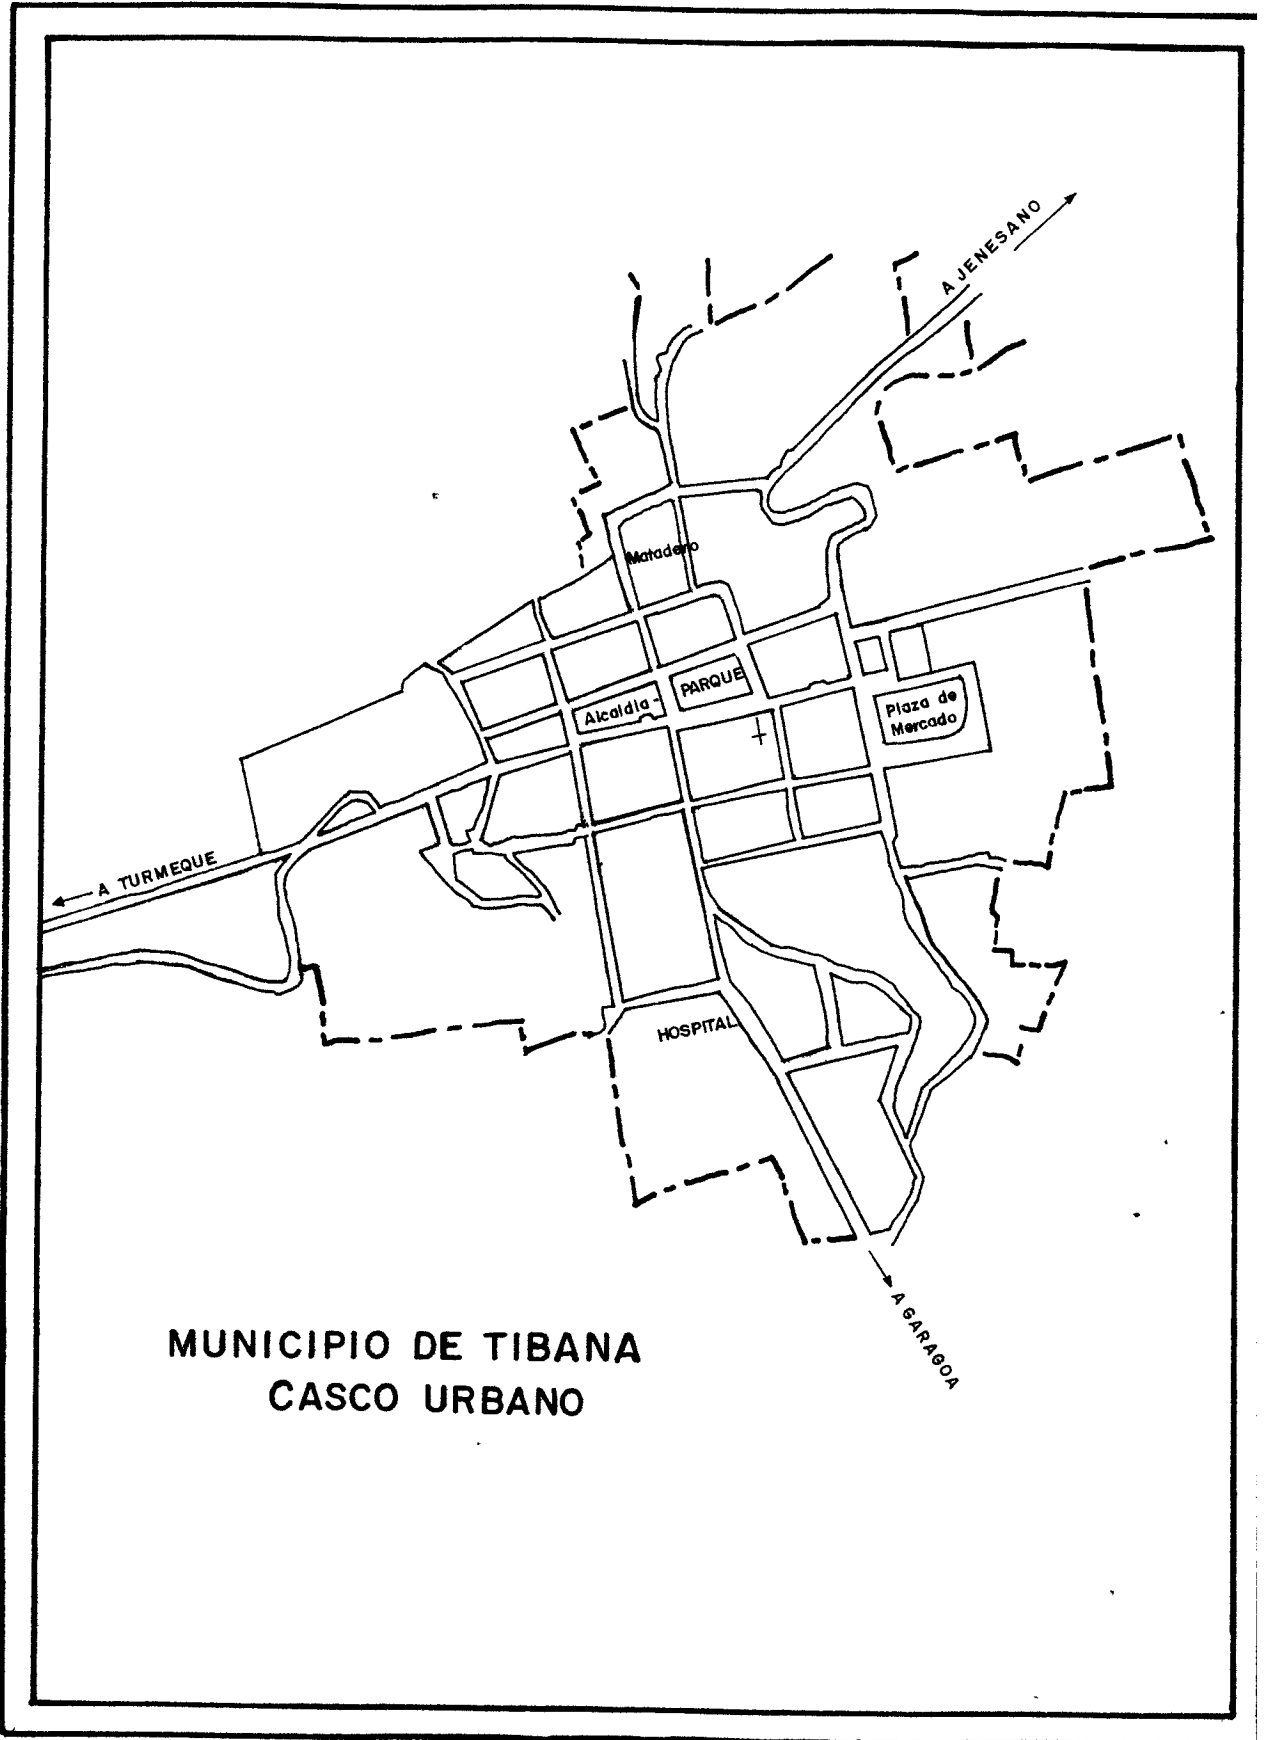 A JENESANO
Matadero
PARQUE
Alcaldia
Plaza de
Mercado
A TURMEQUE
HOSPITAL
A GARAGOA
MUNICIPIO DE TIBANA
CASCO URBANO